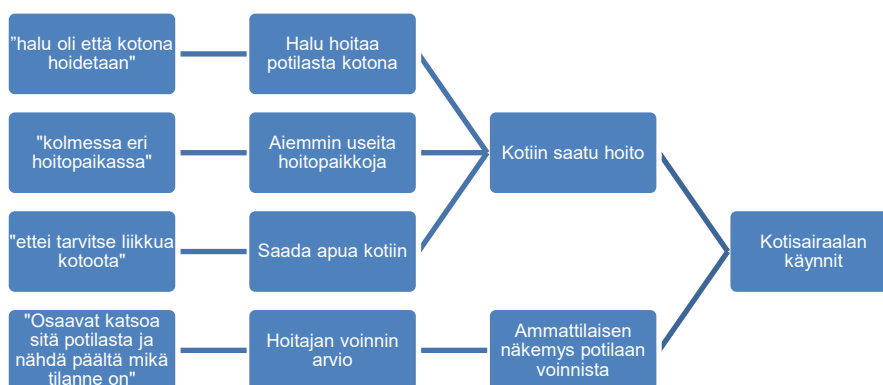 "halu oli että kotona
hoidetaan"
Halu hoitaa
potilasta kotona
"kolmessa eri
hoitopaikassa"
Aiemmin useita
hoitopaikkoja
Kotiin saatu hoito
"ettei tarvitse liikkua
kotoota"
Saada apua kotiin
Kotisairaalan
käynnit
"Osaavat katsoa
sitä potilasta ja
nähdä päältä mikä
tilanne on"
Hoitajan voinnin
arvio
Ammattilaisen
näkemys potilaan
voinnista